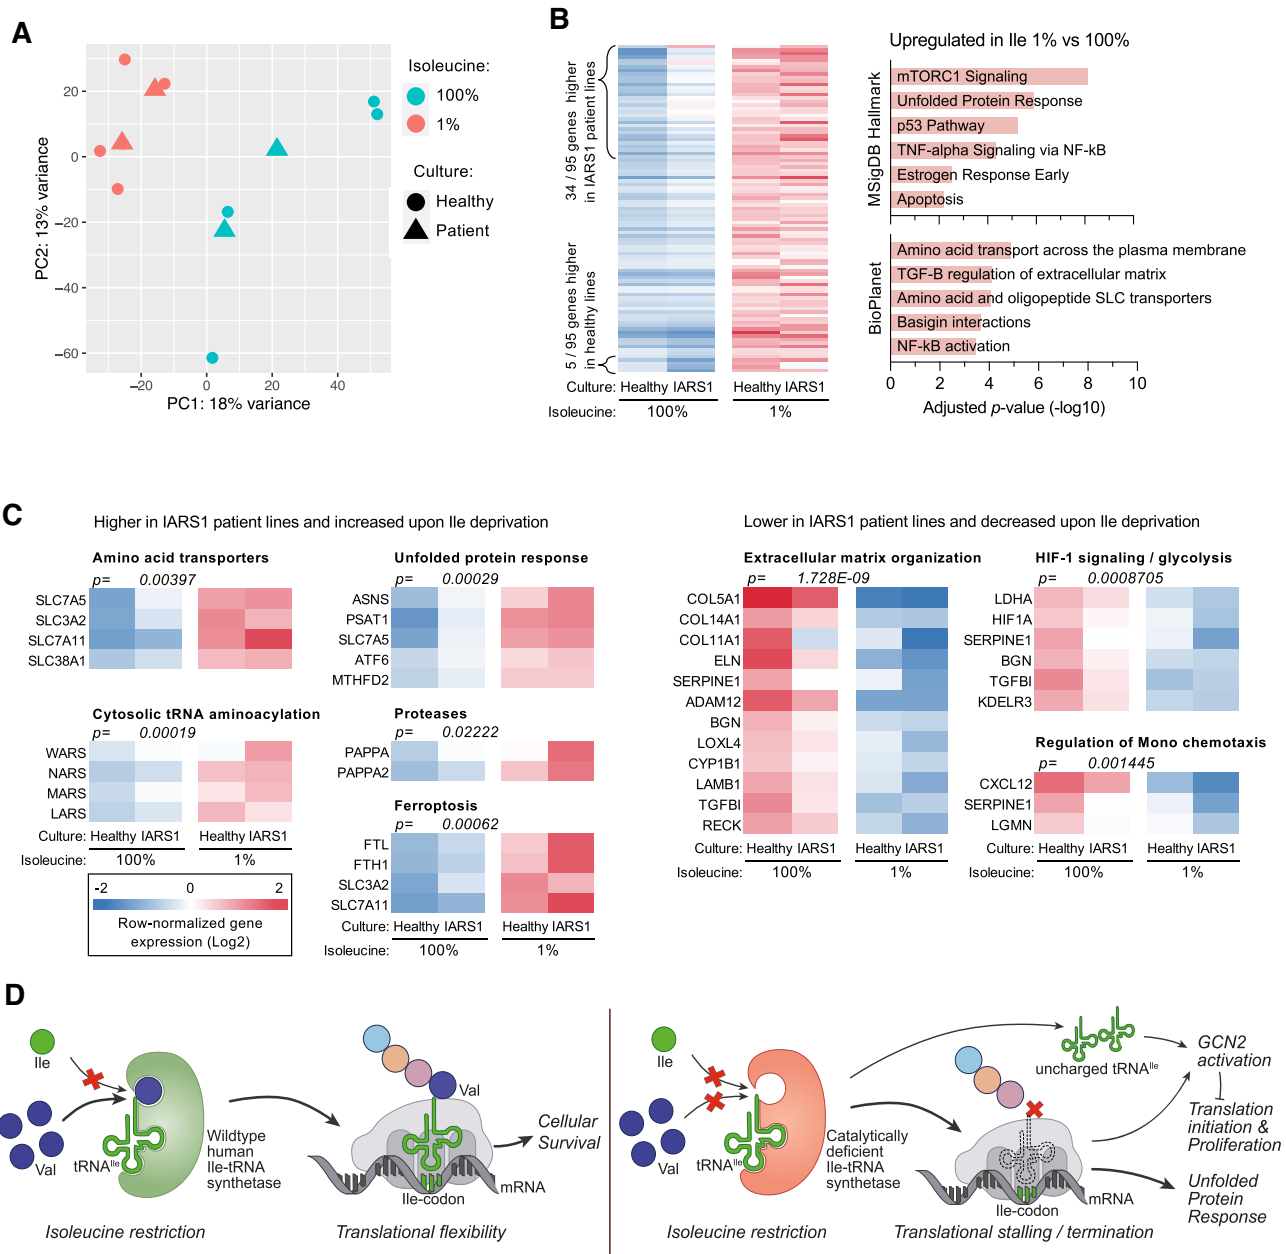 A
20
0
−20
−40
−60
−20
0
20
40
PC2: 13% variance
PC1: 18% variance
Isoleucine:
100%
1%
Culture:
Healthy
Patient
B
34 / 95 genes higher
in IARS1 patient lines
5 / 95 genes higher
in healthy lines
Culture: Healthy IARS1 Healthy IARS1
Isoleucine: 100% 1%
Upregulated in Ile 1% vs 100%
MSigDB Hallmark
mTORC1 Signaling
Unfolded Protein Response
p53 Pathway
TNF-alpha Signaling via NF-kB
Estrogen Response Early
Apoptosis
BioPlanet
Amino acid transport across the plasma membrane
TGF-B regulation of extracellular matrix
Amino acid and oligopeptide SLC transporters
Basigin interactions
NF-kB activation
0 2 4 6 8 10
Adjusted p-value (-log10)
C
Higher in IARS1 patient lines and increased upon Ile deprivation
Amino acid transporters
p= 0.00397
SLC7A5
SLC3A2
SLC7A11
SLC38A1
Cytosolic tRNA aminoacylation
p= 0.00019
WARS
NARS
MARS
LARS
Culture: Healthy IARS1 Healthy IARS1
Isoleucine: 100% 1%
-2 0 2
Row-normalized gene
expression (Log2)
Unfolded protein response
p= 0.00029
ASNS
PSAT1
SLC7A5
ATF6
MTHFD2
Proteases
p= 0.02222
PAPPA
PAPPA2
Ferroptosis
p= 0.00062
FTL
FTH1
SLC3A2
SLC7A11
Culture: Healthy IARS1 Healthy IARS1
Isoleucine: 100% 1%
Lower in IARS1 patient lines and decreased upon Ile deprivation
Extracellular matrix organization
p= 1.728E-09
COL5A1
COL14A1
COL11A1
ELN
SERPINE1
ADAM12
BGN
LOXL4
CYP1B1
LAMB1
TGFBI
RECK
Culture: Healthy IARS1 Healthy IARS1
Isoleucine: 100% 1%
HIF-1 signaling / glycolysis
p= 0.0008705
LDHA
HIF1A
SERPINE1
BGN
TGFBI
KDELR3
Regulation of Mono chemotaxis
p= 0.001445
CXCL12
SERPINE1
LGMN
Culture: Healthy IARS1 Healthy IARS1
Isoleucine: 100% 1%
D
Ile
Val
tRNAIle
Wildtype
human
Ile-tRNA
synthetase
Isoleucine restriction
Val
Ile-codon
mRNA
Translational flexibility
Cellular
Survival
Ile
Val
tRNAIle
Catalytically
deficient
Ile-tRNA
synthetase
Isoleucine restriction
uncharged tRNAIle
Ile-codon
mRNA
Translational stalling / termination
GCN2
activation
Translation
initiation &
Proliferation
Unfolded
Protein
Response